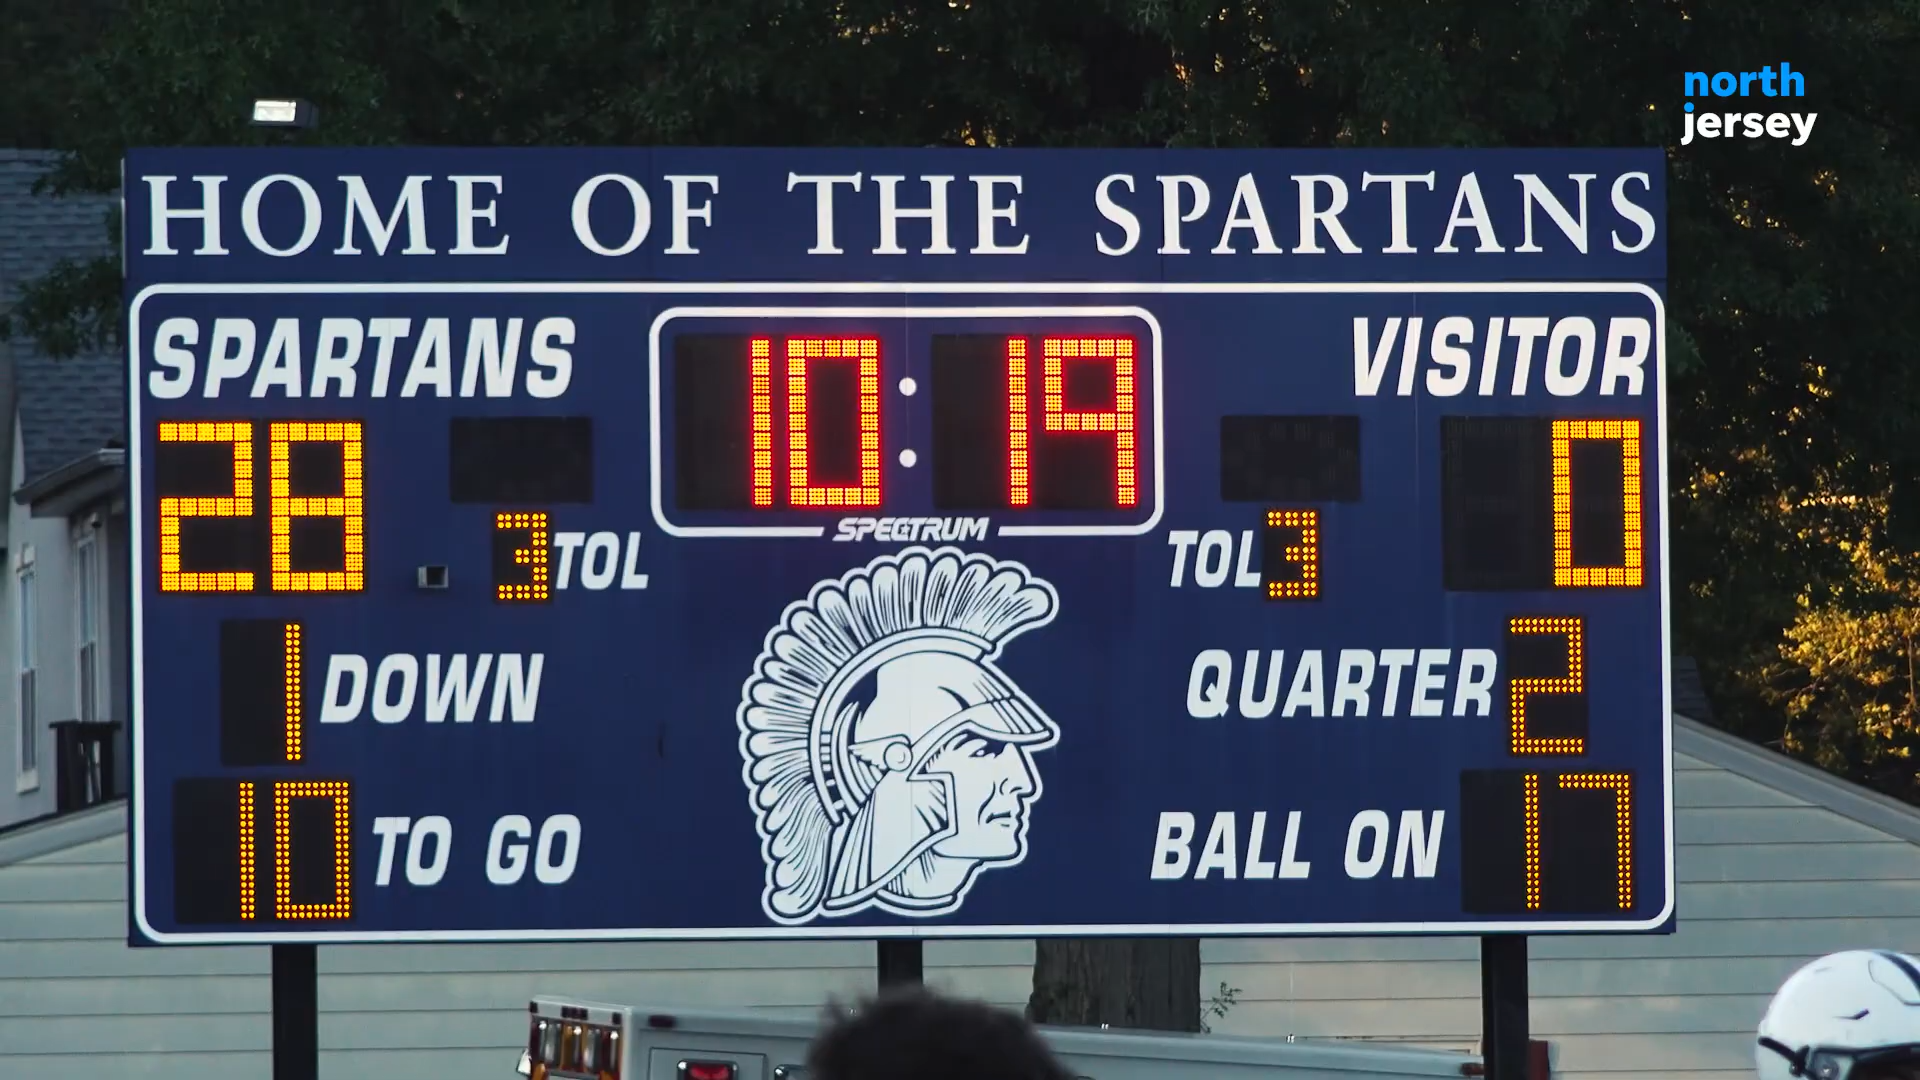 north
jersey
HOME OF THE SPARTANS
SPARTANS
10:19
VISITOR
28
3 TOL
SPECTRUM
TOL 3
0
1 DOWN
QUARTER 2
10 TO GO
BALL ON 17